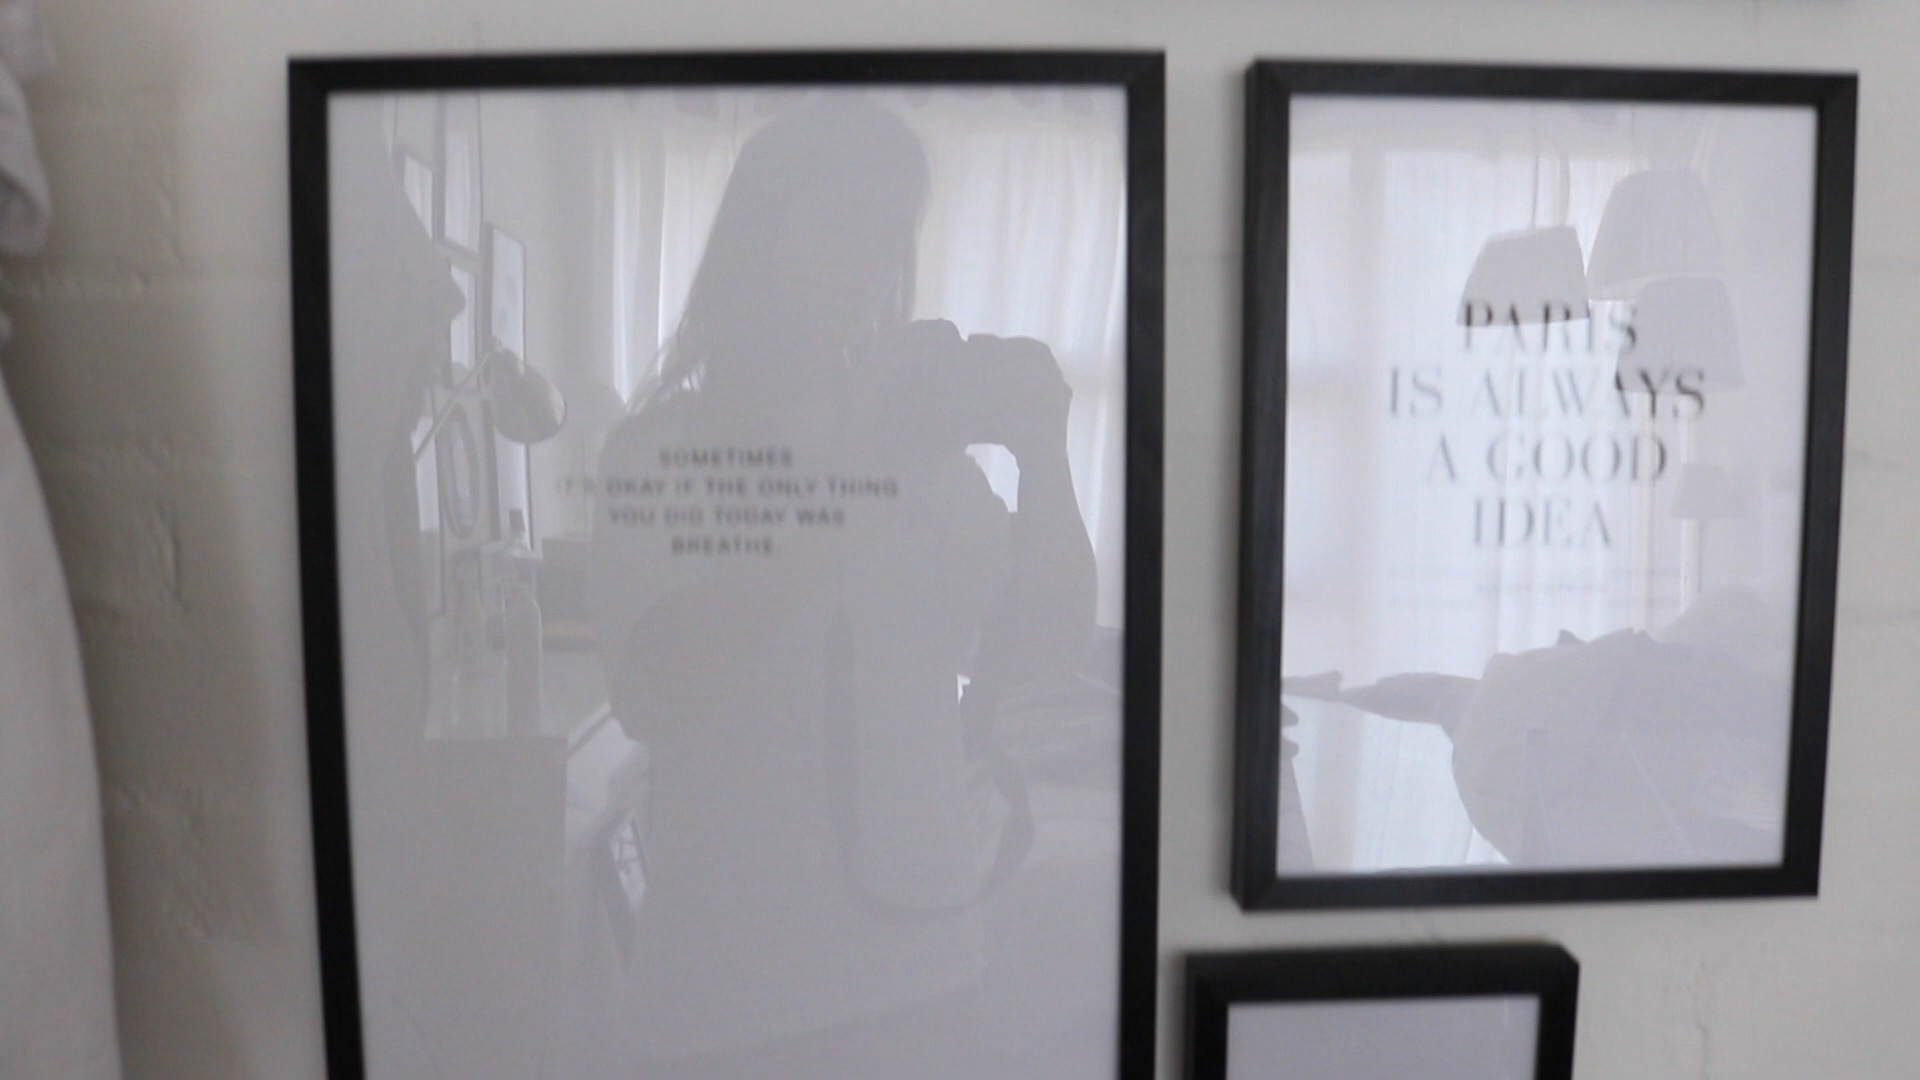 SOMETIMES
IT'S OKAY IF THE ONLY THING
YOU DID TODAY WAS
BREATHE.
PARIS
IS ALWAYS
A GOOD
IDEA